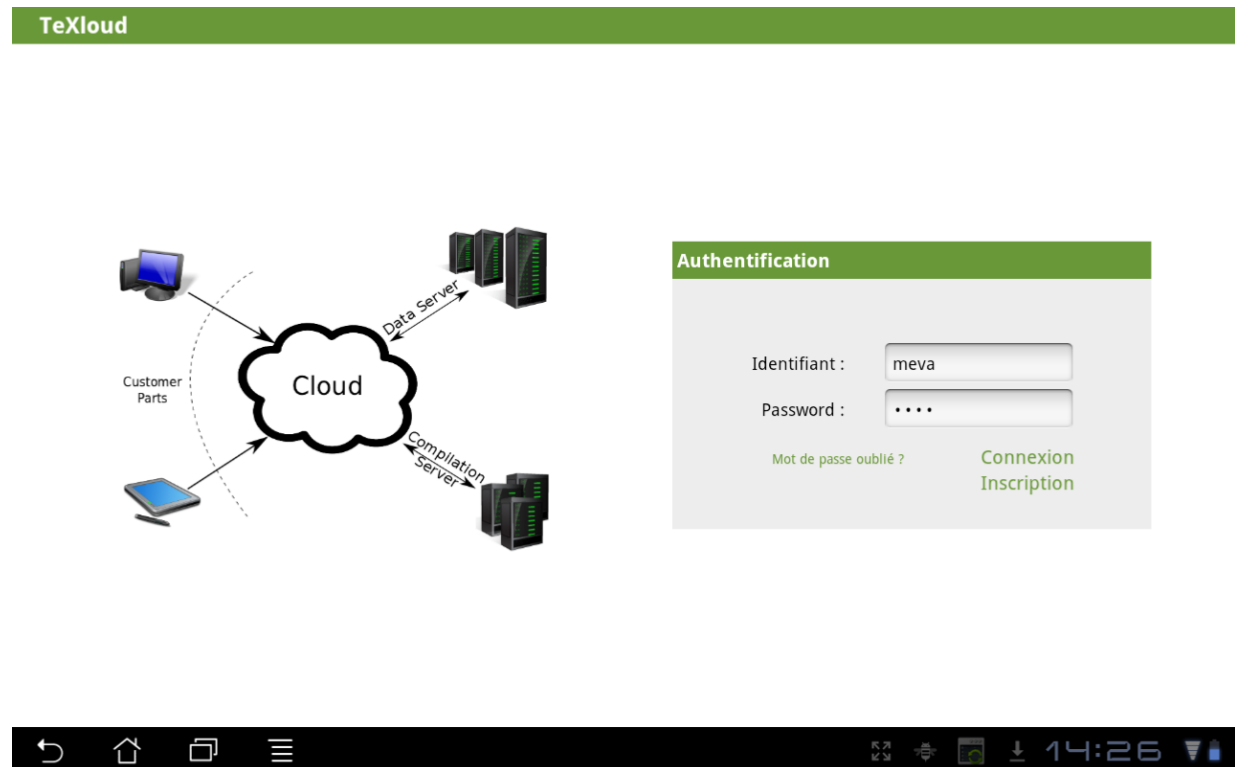 TeXloud
Data Server
Customer
Parts
Cloud
Compilation
Server
Authentification
Identifiant :
meva
Password :
••••
Mot de passe oublié ?
Connexion
Inscription
14:26